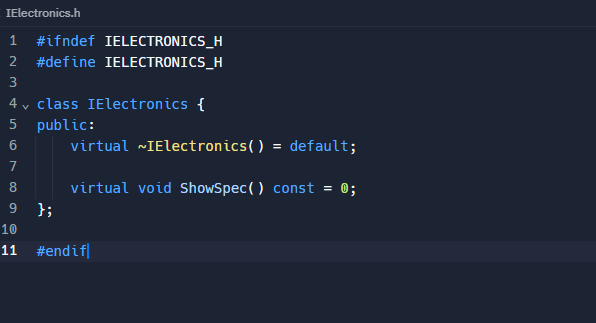 IElectronics.h
1 #ifndef IELECTRONICS_H
2 #define IELECTRONICS_H
3
4 class IElectronics {
5 public:
6     virtual ~IElectronics() = default;
7
8     virtual void ShowSpec() const = 0;
9 };
10
11 #endif